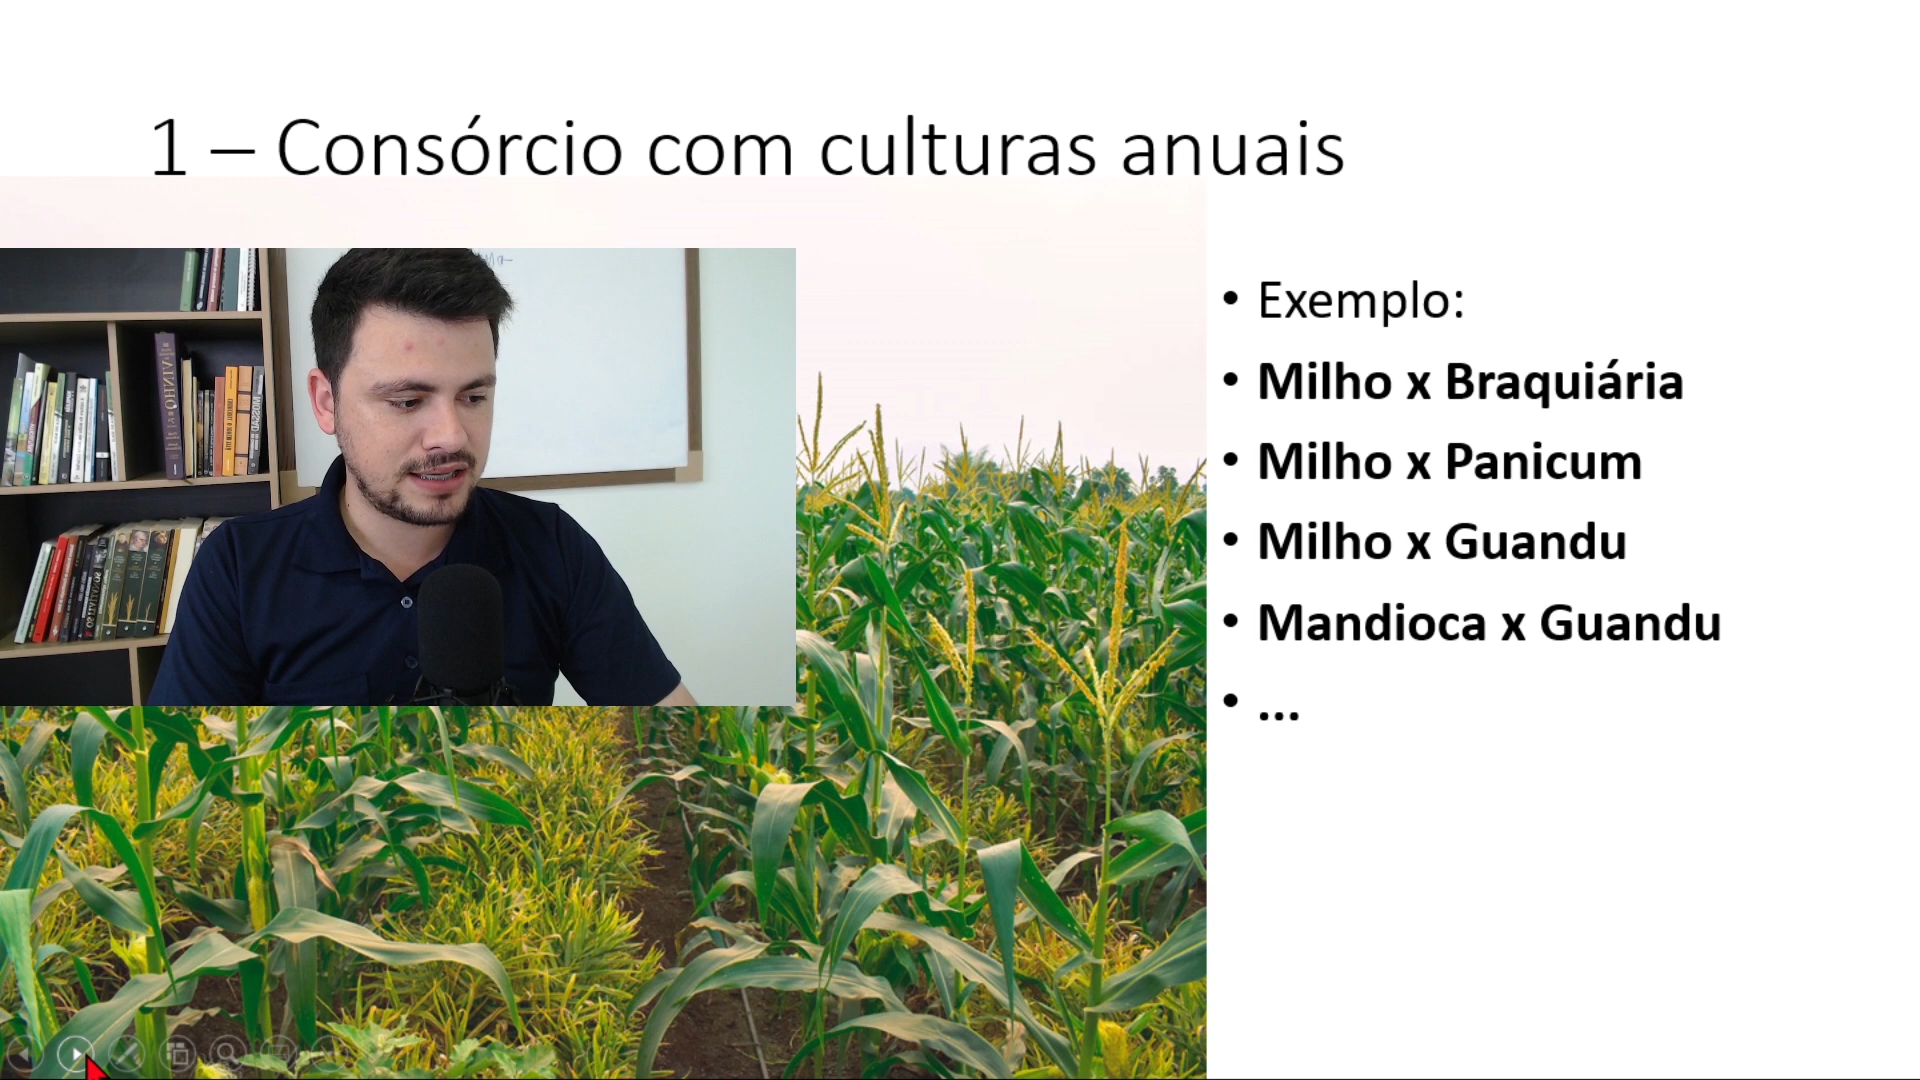 1 – Consórcio com culturas anuais
• Exemplo:
• Milho x Braquiária
• Milho x Panicum
• Milho x Guandu
• Mandioca x Guandu
• ...